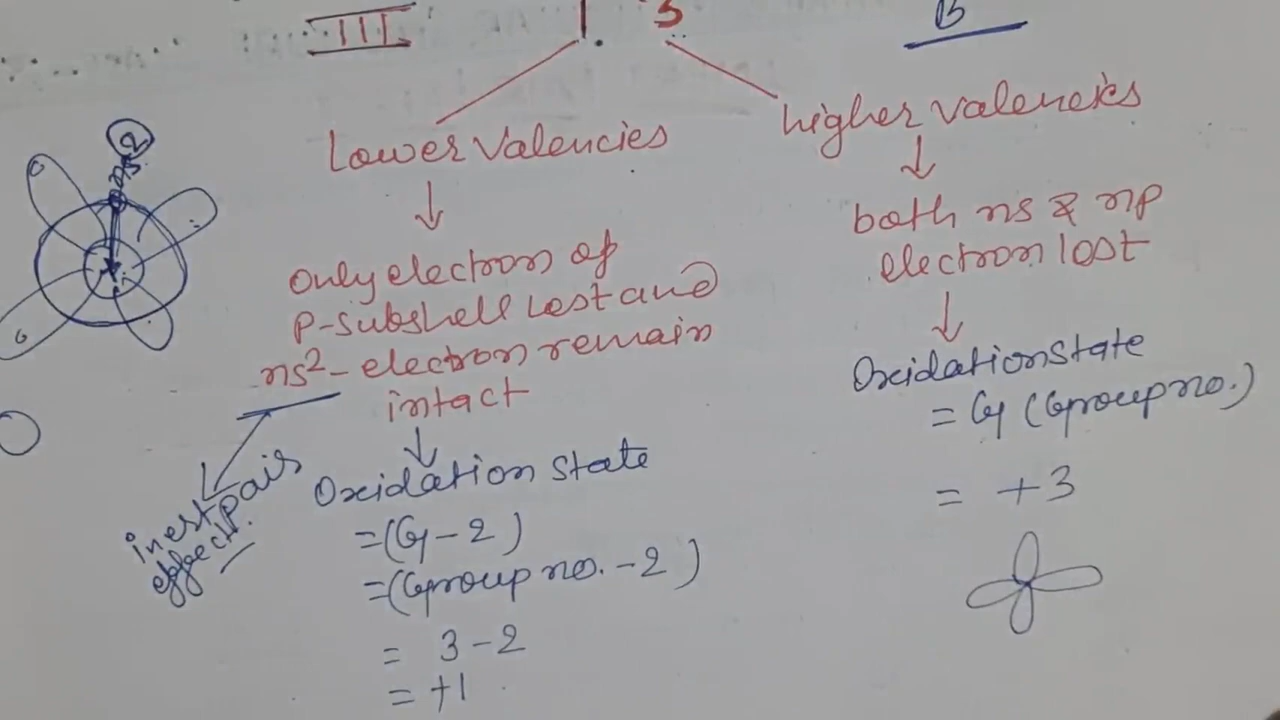 III
1. 3
B
Lower Valencies
higher valencies
↓
↓
only electron of
P-subshell lost and
ns² - electron remain
intact
both ns & np
electron lost
↓
↓
inert pair
effect.
Oxidation state
= (G - 2)
= (Group no. - 2)
= 3 - 2
= +1
Oxidation State
= G (Group no.)
= +3